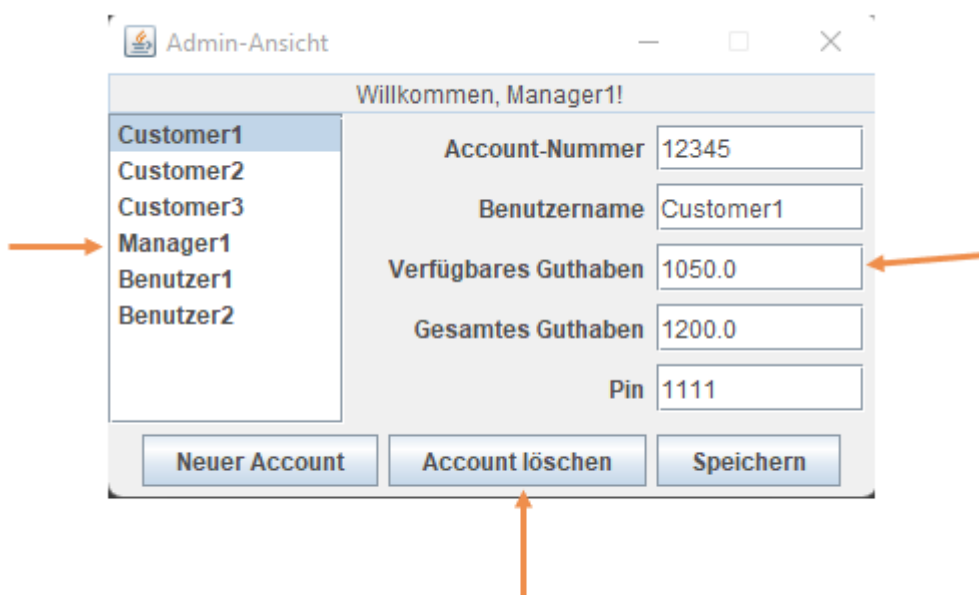 Admin-Ansicht
Willkommen, Manager1!
Customer1
Customer2
Customer3
Manager1
Benutzer1
Benutzer2
Account-Nummer 12345
Benutzername Customer1
Verfügbares Guthaben 1050.0
Gesamtes Guthaben 1200.0
Pin 1111
Neuer Account Account löschen Speichern